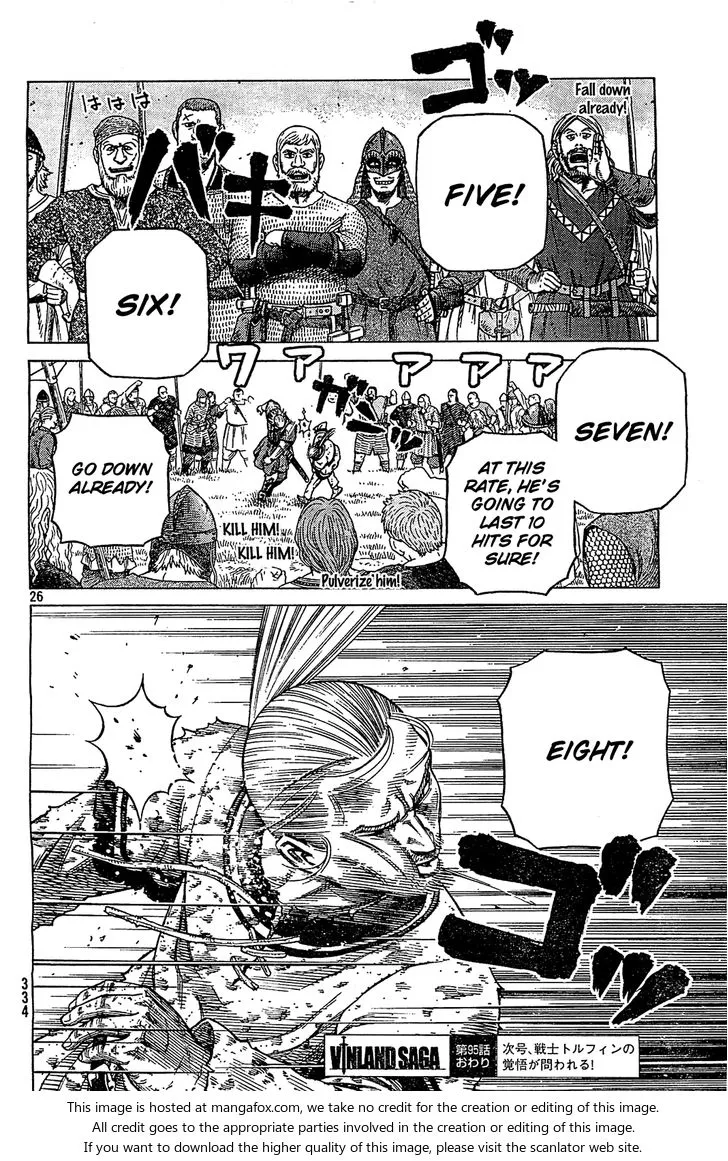 ゴッ
Fall down
already!
ははは
バキ
FIVE!
SIX!
ワァァァァ
ガッ
SEVEN!
GO DOWN
ALREADY!
AT THIS
RATE, HE'S
GOING TO
LAST 10
HITS FOR
SURE!
KILL HIM!
KILL HIM!
Pulverize him!
26
EIGHT!
ゴッ
334
VINLAND SAGA
第95話
おわり
次号、戦士トルフィンの
覚悟が問われる!
This image is hosted at mangafox.com, we take no credit for the creation or editing of this image.
All credit goes to the appropriate parties involved in the creation or editing of this image.
If you want to download the higher quality of this image, please visit the scanlator web site.